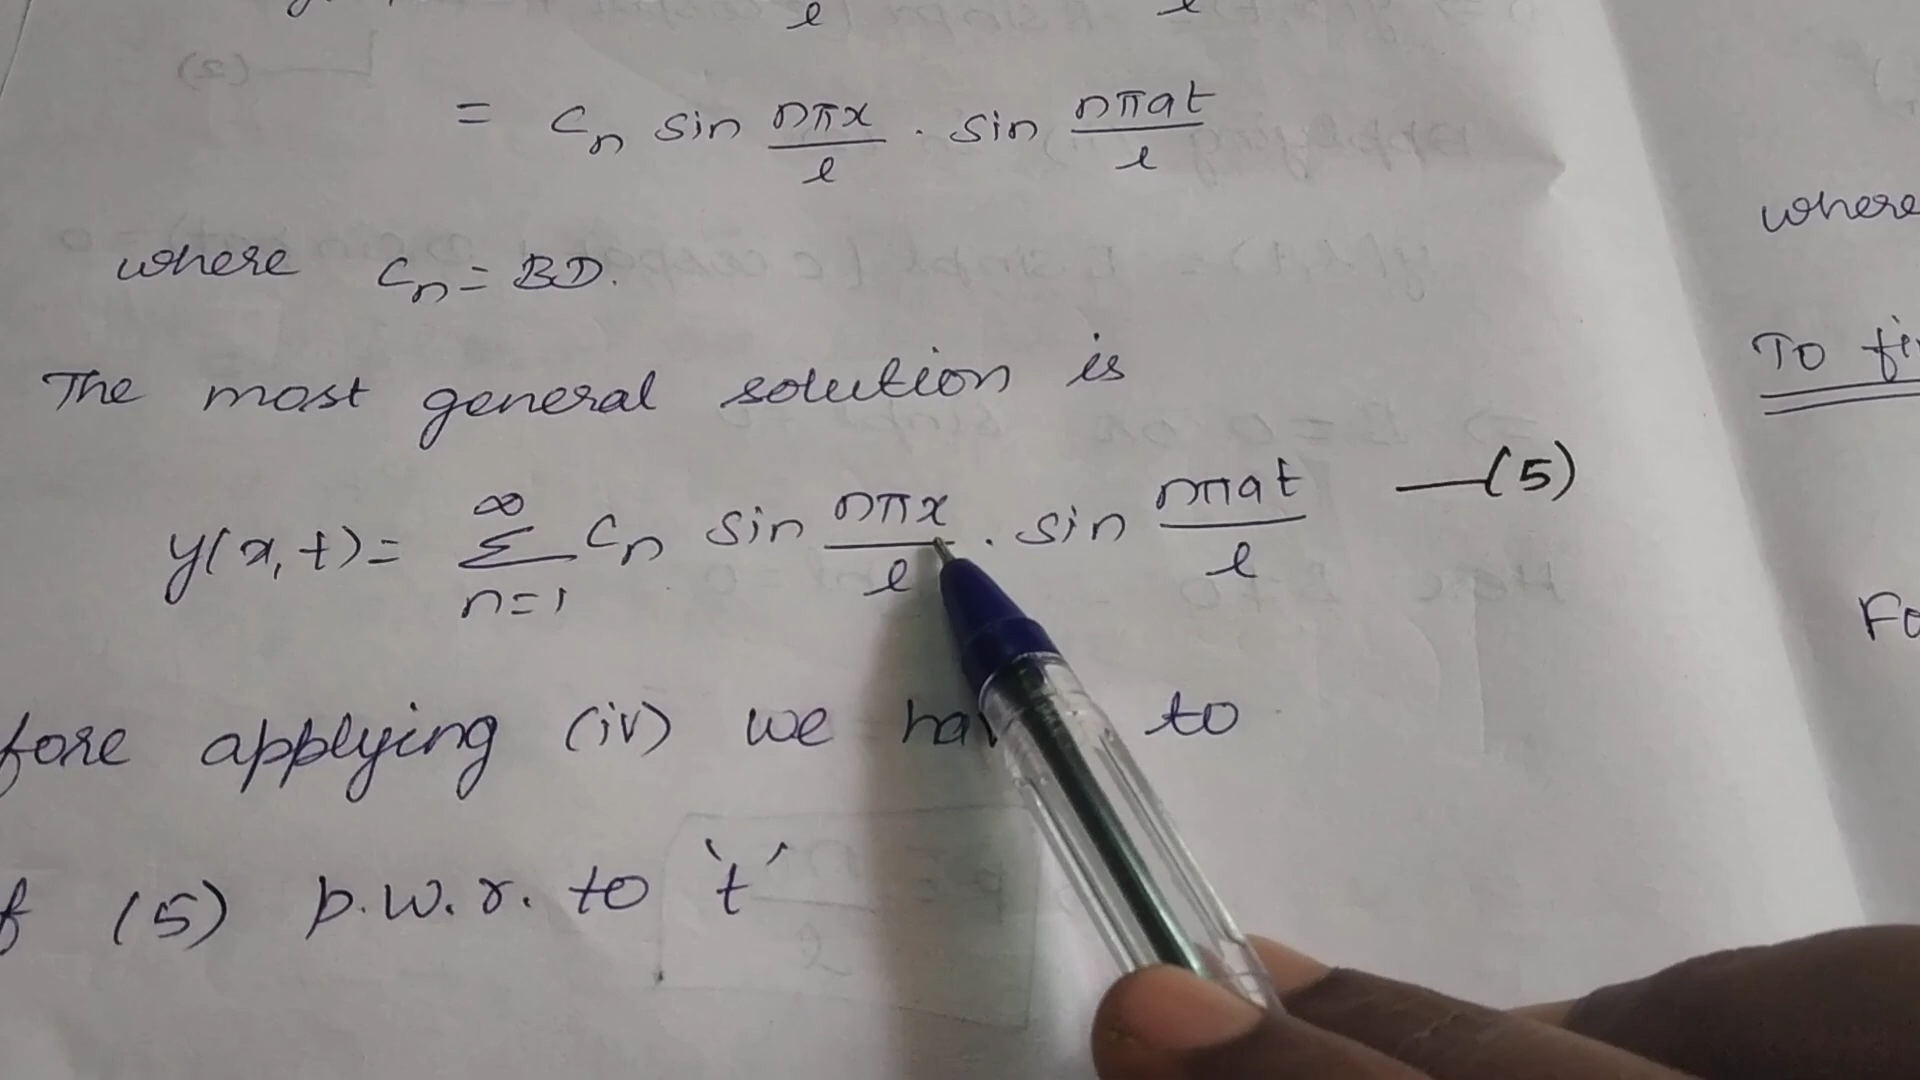 = Cn sin nπx/l . sin nπat/l
where Cn = BD.
The most general solution is
y(x,t) = ∞ Σ n=1 Cn sin nπx/l . sin nπat/l —(5)
fore applying (iv) we to
(5) p.w.r. to 't'
where
To